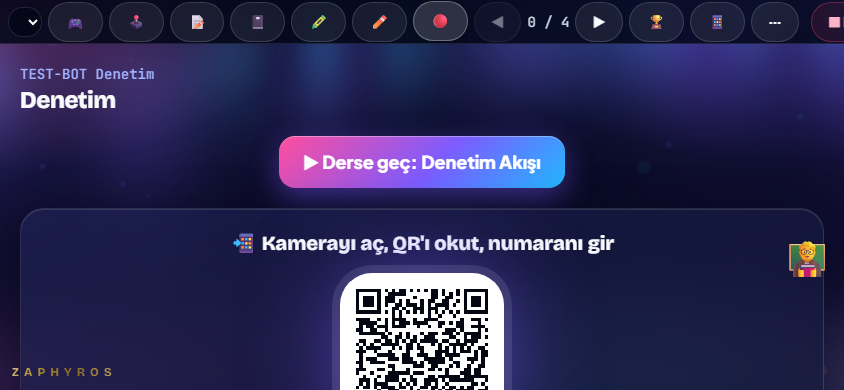 0 / 4
TEST-BOT Denetim
Denetim
▶ Derse geç: Denetim Akışı
Kamerayı aç, QR'ı okut, numaranı gir
ZAPHYROS